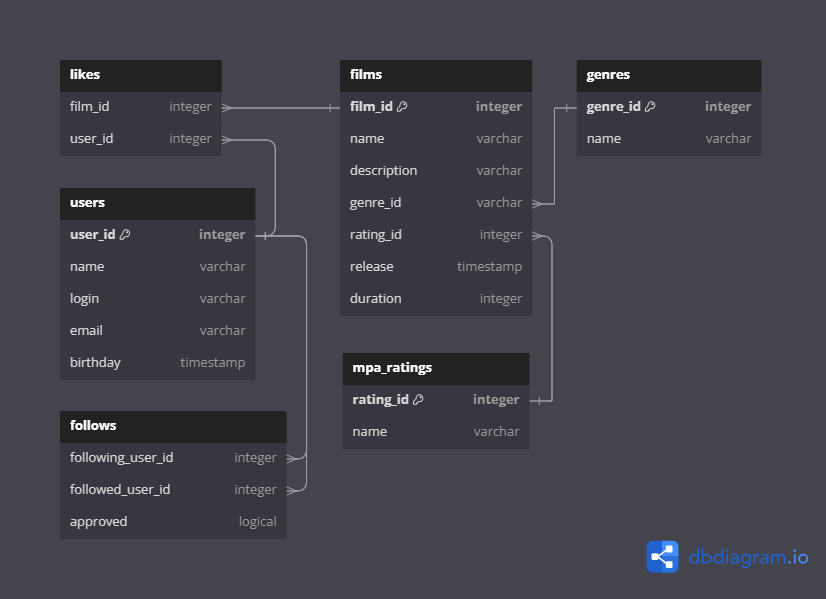 likes
film_id integer
user_id integer
users
user_id integer
name varchar
login varchar
email varchar
birthday timestamp
follows
following_user_id integer
followed_user_id integer
approved logical
films
film_id integer
name varchar
description varchar
genre_id varchar
rating_id integer
release timestamp
duration integer
mpa_ratings
rating_id integer
name varchar
genres
genre_id integer
name varchar
dbdiagram.io